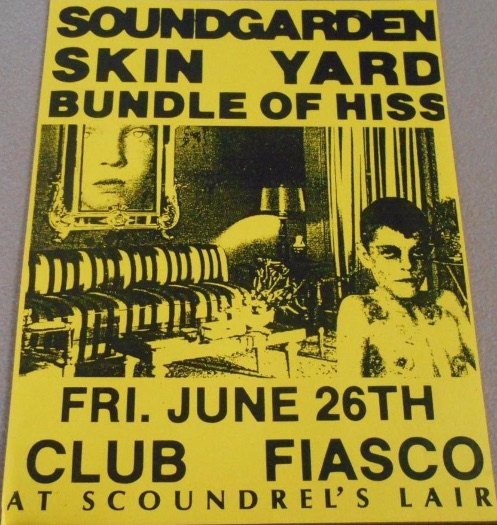 SOUNDGARDEN
SKIN YARD
BUNDLE OF HISS
FRI. JUNE 26TH
CLUB FIASCO
AT SCOUNDREL'S LAIR